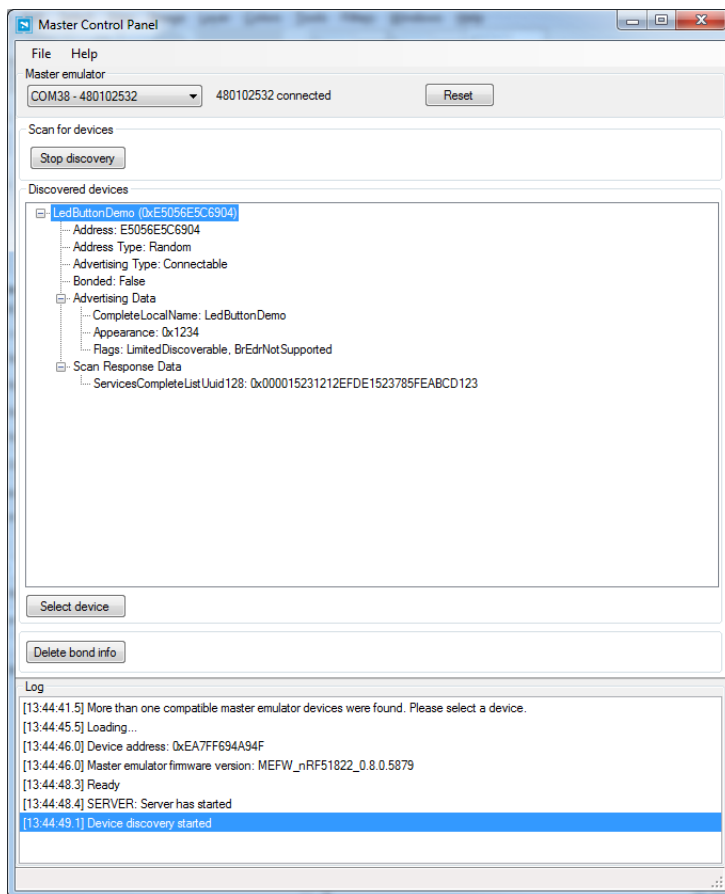 Master Control Panel
File Help
Master emulator
COM38 - 480102532 480102532 connected Reset
Scan for devices
Stop discovery
Discovered devices
LedButtonDemo (0xE5056E5C6904)
Address: E5056E5C6904
Address Type: Random
Advertising Type: Connectable
Bonded: False
Advertising Data
CompleteLocalName: LedButtonDemo
Appearance: 0x1234
Flags: LimitedDiscoverable, BrEdrNotSupported
Scan Response Data
ServicesCompleteListUuid128: 0x000015231212EFDE1523785FEABCD123
Select device
Delete bond info
Log
[13:44:41.5] More than one compatible master emulator devices were found. Please select a device.
[13:44:45.5] Loading...
[13:44:46.0] Device address: 0xEA7FF694A94F
[13:44:46.0] Master emulator firmware version: MEFW_nRF51822_0.8.0.5879
[13:44:48.3] Ready
[13:44:48.4] SERVER: Server has started
[13:44:49.1] Device discovery started